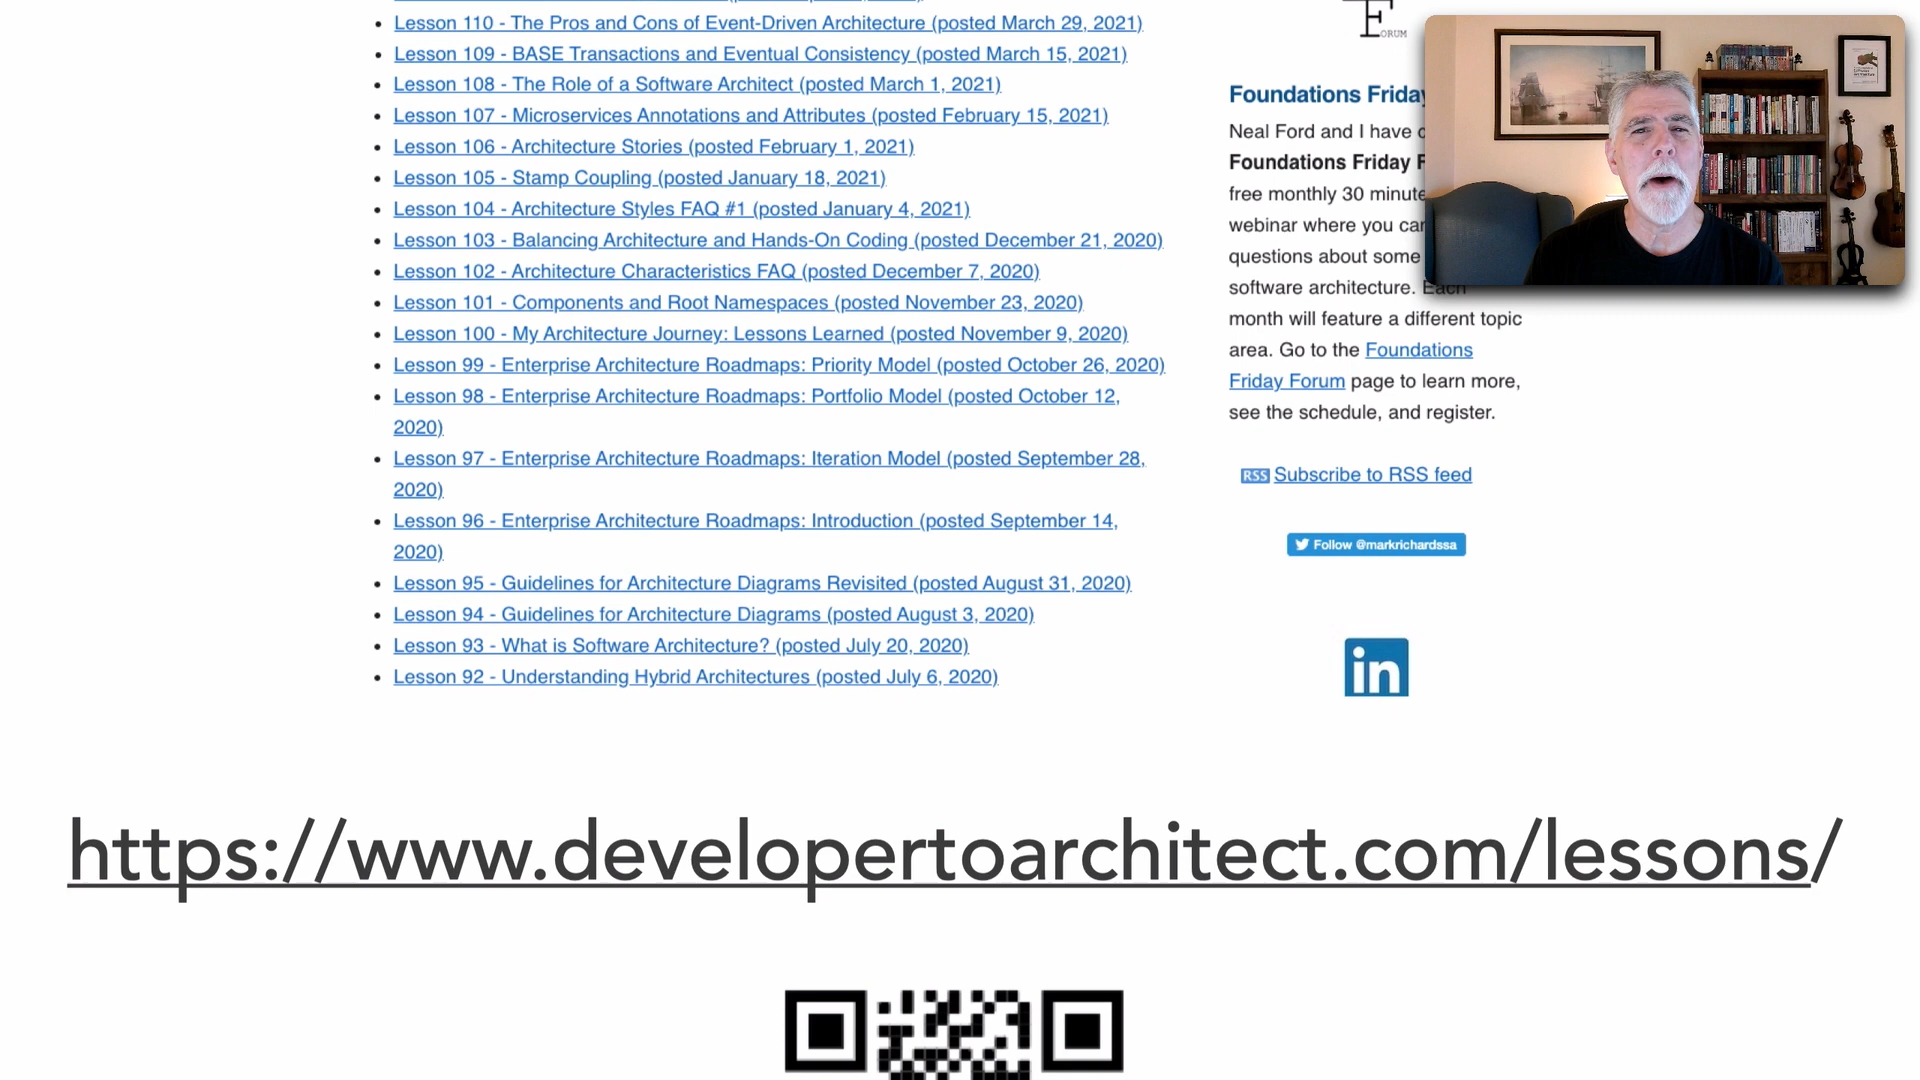 Lesson 110 - The Pros and Cons of Event-Driven Architecture (posted March 29, 2021)
Lesson 109 - BASE Transactions and Eventual Consistency (posted March 15, 2021)
Lesson 108 - The Role of a Software Architect (posted March 1, 2021)
Lesson 107 - Microservices Annotations and Attributes (posted February 15, 2021)
Lesson 106 - Architecture Stories (posted February 1, 2021)
Lesson 105 - Stamp Coupling (posted January 18, 2021)
Lesson 104 - Architecture Styles FAQ #1 (posted January 4, 2021)
Lesson 103 - Balancing Architecture and Hands-On Coding (posted December 21, 2020)
Lesson 102 - Architecture Characteristics FAQ (posted December 7, 2020)
Lesson 101 - Components and Root Namespaces (posted November 23, 2020)
Lesson 100 - My Architecture Journey: Lessons Learned (posted November 9, 2020)
Lesson 99 - Enterprise Architecture Roadmaps: Priority Model (posted October 26, 2020)
Lesson 98 - Enterprise Architecture Roadmaps: Portfolio Model (posted October 12,
2020)
Lesson 97 - Enterprise Architecture Roadmaps: Iteration Model (posted September 28,
2020)
Lesson 96 - Enterprise Architecture Roadmaps: Introduction (posted September 14,
2020)
Lesson 95 - Guidelines for Architecture Diagrams Revisited (posted August 31, 2020)
Lesson 94 - Guidelines for Architecture Diagrams (posted August 3, 2020)
Lesson 93 - What is Software Architecture? (posted July 20, 2020)
Lesson 92 - Understanding Hybrid Architectures (posted July 6, 2020)
FORUM
Foundations Friday
Neal Ford and I have
Foundations Friday
free monthly 30 minute
webinar where you
questions about some
software architecture. Each
month will feature a different topic
area. Go to the Foundations
Friday Forum page to learn more,
see the schedule, and register.
RSS Subscribe to RSS feed
Follow @markrichardssa
in
https://www.developertoarchitect.com/lessons/